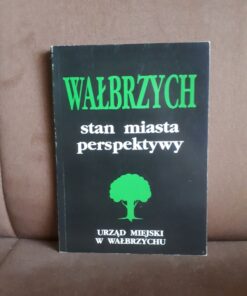 WAŁBRZYCH
stan miasta
perspektywy
URZĄD MIEJSKI
W WAŁBRZYCHU